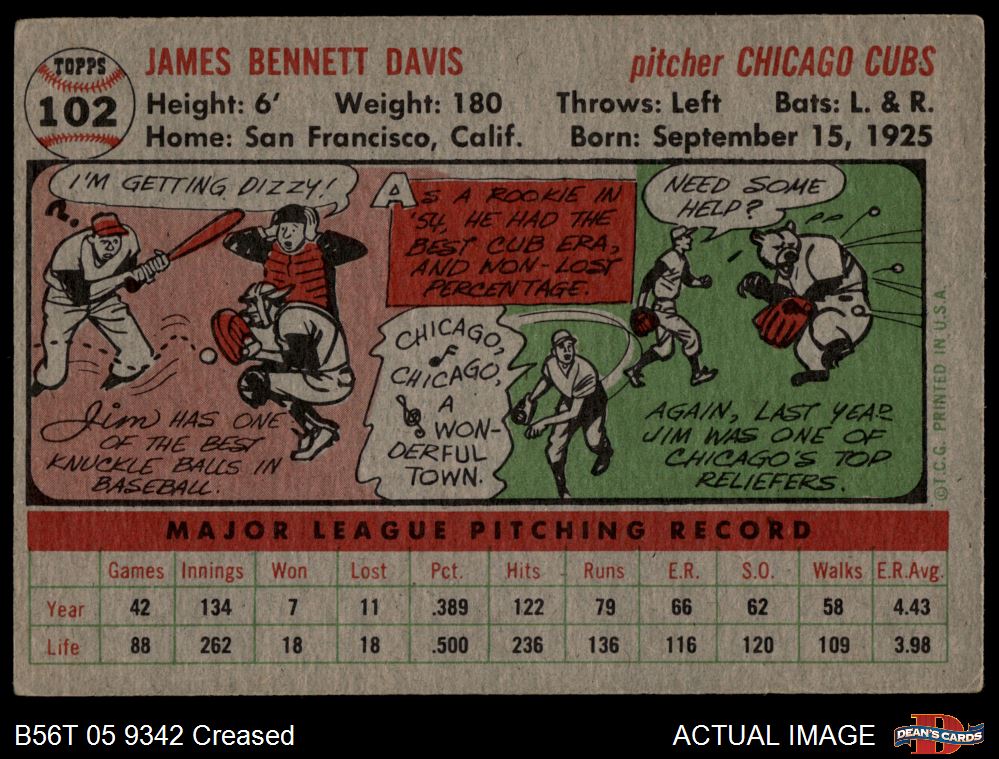 TOPPS
102
JAMES BENNETT DAVIS
pitcher CHICAGO CUBS
Height: 6' Weight: 180 Throws: Left Bats: L. & R.
Home: San Francisco, Calif. Born: September 15, 1925
I'M GETTING DIZZY!
Jim HAS ONE
OF THE BEST
KNUCKLE BALLS IN
BASEBALL.
AS A ROOKIE IN
'54, HE HAD THE
BEST CUB ERA,
AND NON-LOST
PERCENTAGE.
CHICAGO,
CHICAGO,
A
WON-
DERFUL
TOWN.
NEED SOME
HELP?
AGAIN, LAST YEAR
JIM WAS ONE OF
CHICAGO'S TOP
RELIEFERS.
© T.C.G. PRINTED IN U.S.A.
MAJOR LEAGUE PITCHING RECORD
Games Innings Won Lost Pct. Hits Runs E.R. S.O. Walks E.R.Avg.
Year 42 134 7 11 .389 122 79 66 62 58 4.43
Life 88 262 18 18 .500 236 136 116 120 109 3.98
B56T 05 9342 Creased
ACTUAL IMAGE
DEAN'S CARDS